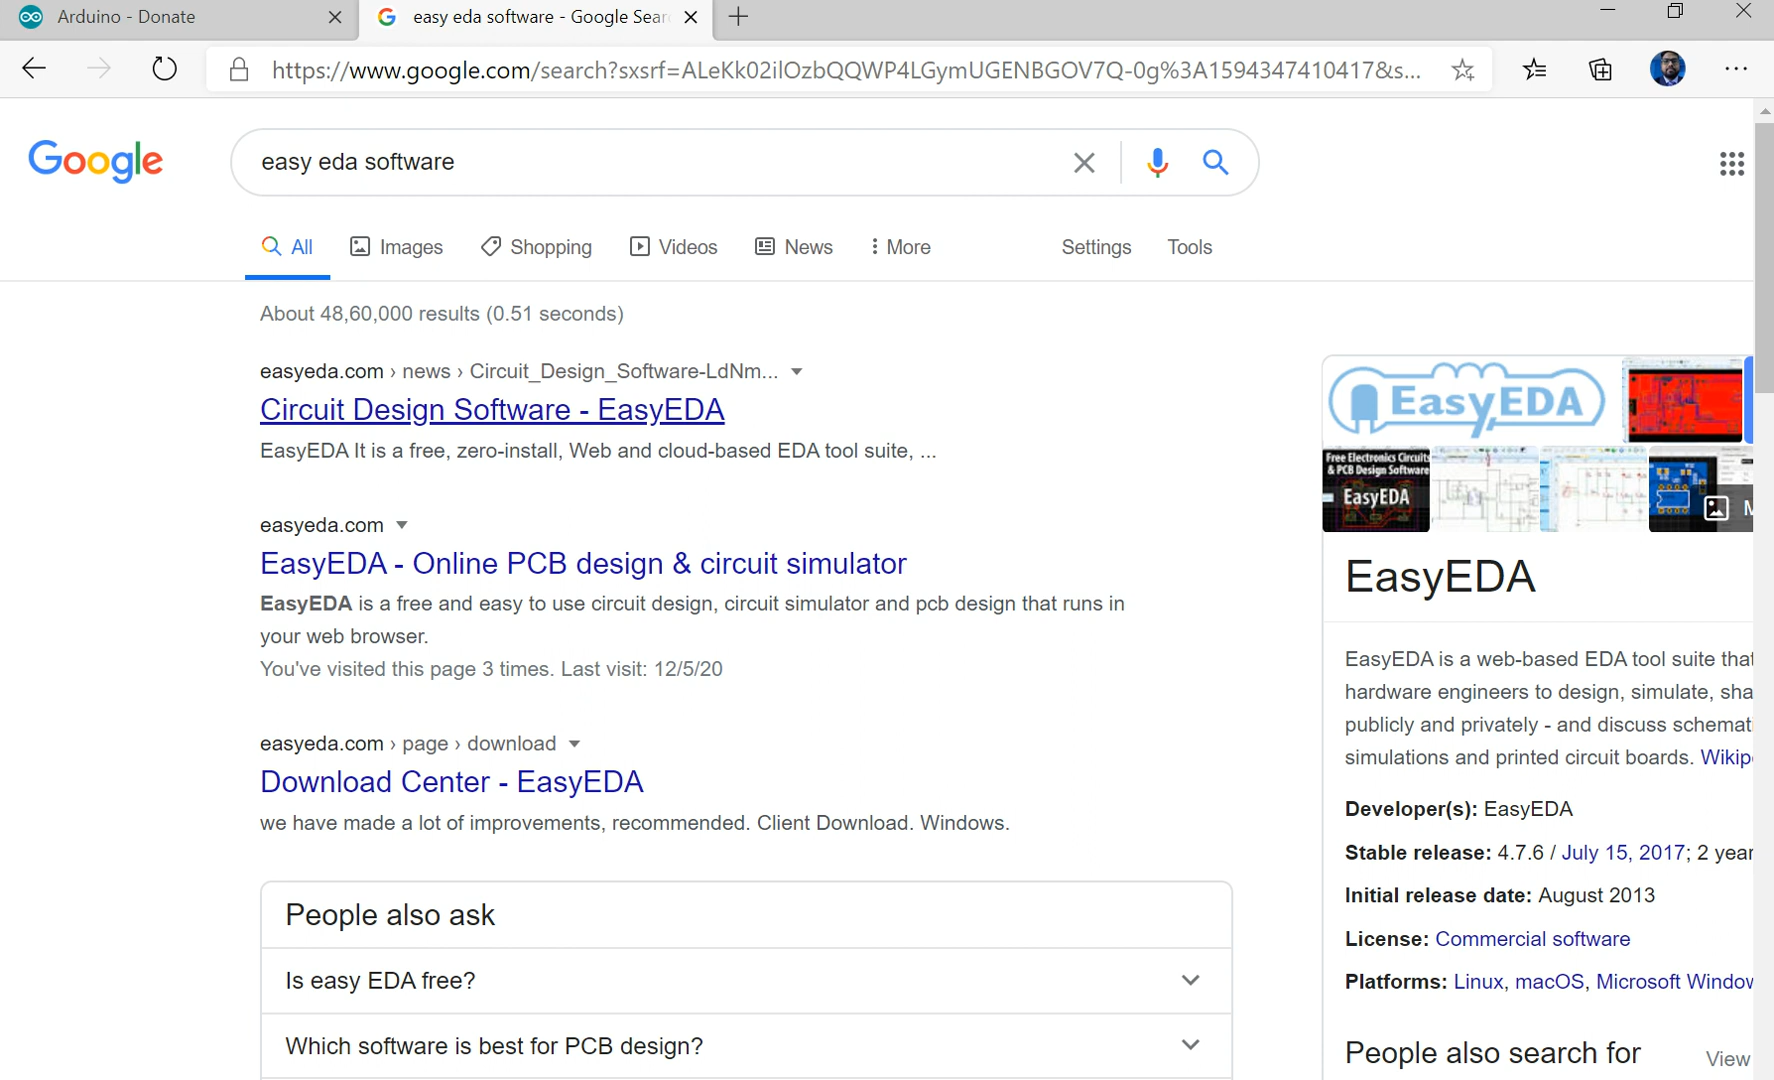 Arduino - Donate
easy eda software - Google Sear
https://www.google.com/search?sxsrf=ALeKk02ilOzbQQWP4LGymUGENBGOV7Q-0g%3A1594347410417&s...
Google
easy eda software
All
Images
Shopping
Videos
News
More
Settings
Tools
About 48,60,000 results (0.51 seconds)
easyeda.com › news › Circuit_Design_Software-LdNm...
Circuit Design Software - EasyEDA
EasyEDA It is a free, zero-install, Web and cloud-based EDA tool suite, ...
easyeda.com
EasyEDA - Online PCB design & circuit simulator
EasyEDA is a free and easy to use circuit design, circuit simulator and pcb design that runs in
your web browser.
You've visited this page 3 times. Last visit: 12/5/20
easyeda.com › page › download
Download Center - EasyEDA
we have made a lot of improvements, recommended. Client Download. Windows.
People also ask
Is easy EDA free?
Which software is best for PCB design?
EasyEDA
Free Electronics Circuits
& PCB Design Software
EasyEDA
M
EasyEDA
EasyEDA is a web-based EDA tool suite that
hardware engineers to design, simulate, sha
publicly and privately - and discuss schemati
simulations and printed circuit boards. Wikip
Developer(s): EasyEDA
Stable release: 4.7.6 / July 15, 2017; 2 year
Initial release date: August 2013
License: Commercial software
Platforms: Linux, macOS, Microsoft Window
People also search for
View